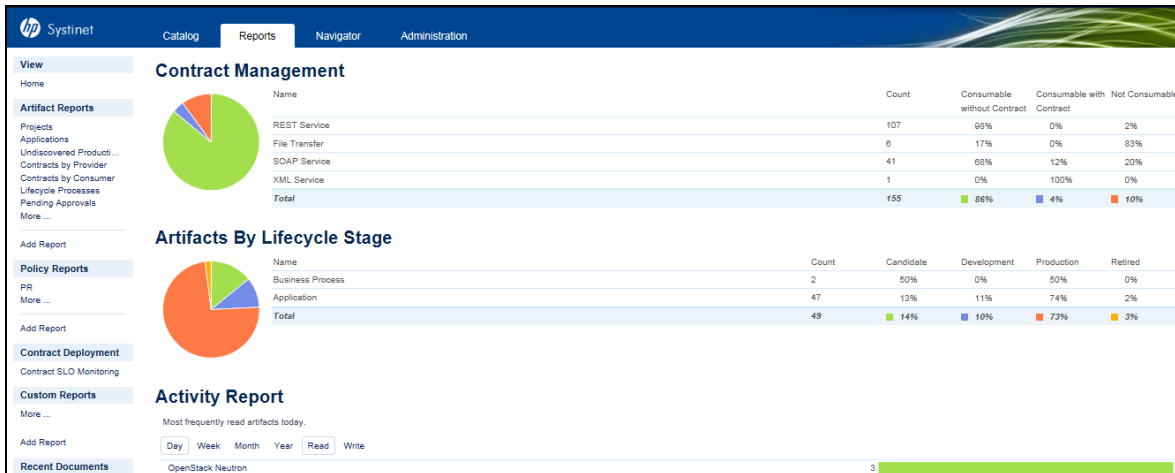 hp Systinet
Catalog Reports Navigator Administration
View
Home
Artifact Reports
Projects
Applications
Undiscovered Producti...
Contracts by Provider
Contracts by Consumer
Lifecycle Processes
Pending Approvals
More ...
Add Report
Policy Reports
PR
More ...
Add Report
Contract Deployment
Contract SLO Monitoring
Custom Reports
More ...
Add Report
Recent Documents
Contract Management
Name Count Consumable without Contract Consumable with Contract Not Consumable
REST Service 107 98% 0% 2%
File Transfer 6 17% 0% 83%
SOAP Service 41 68% 12% 20%
XML Service 1 0% 100% 0%
Total 155 86% 4% 10%
Artifacts By Lifecycle Stage
Name Count Candidate Development Production Retired
Business Process 2 50% 0% 50% 0%
Application 47 13% 11% 74% 2%
Total 49 14% 10% 73% 3%
Activity Report
Most frequently read artifacts today.
Day Week Month Year Read Write
OpenStack Neutron 3